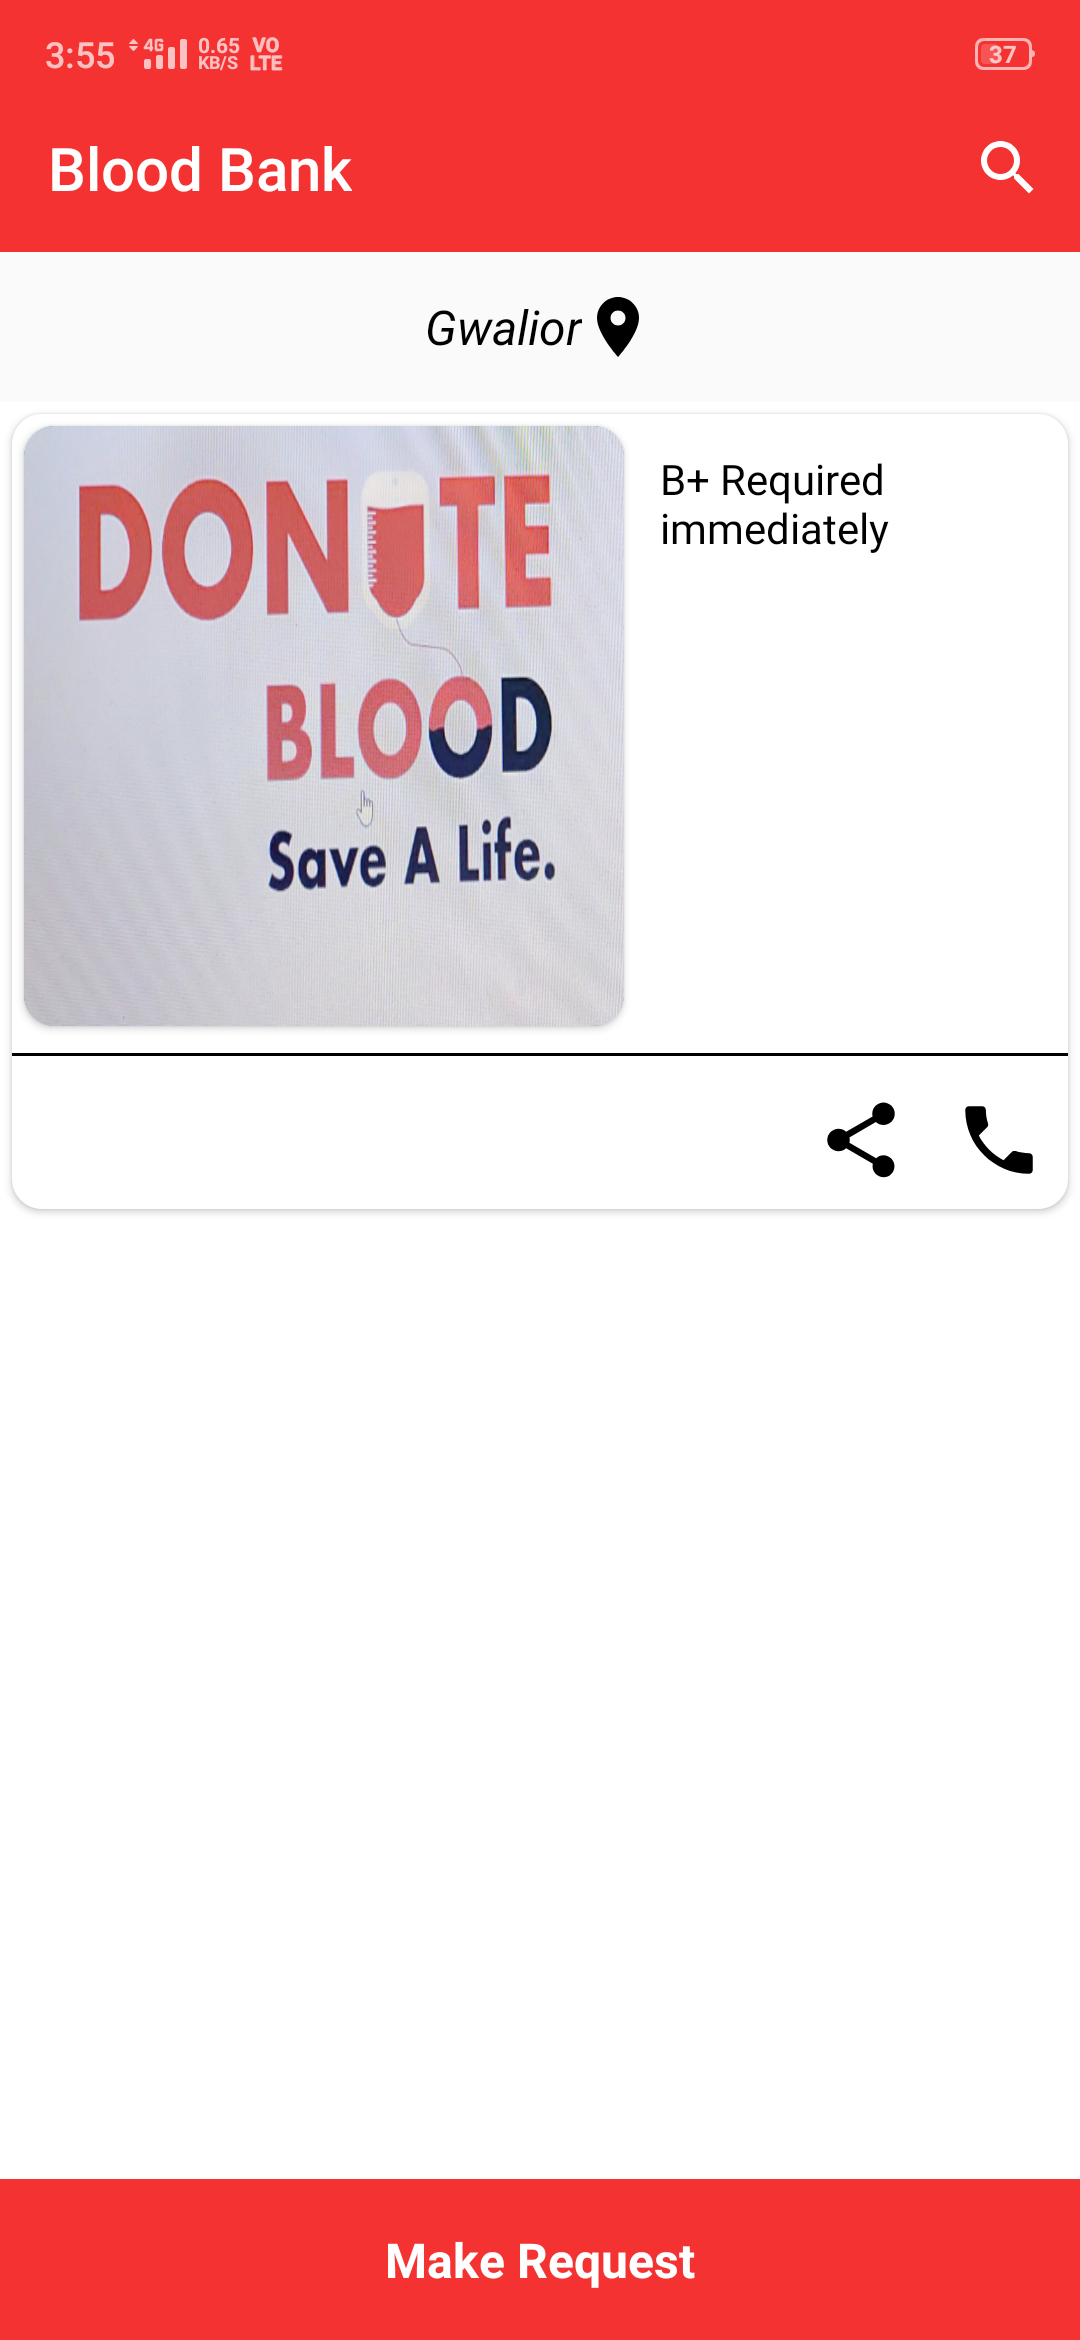 3:55 4G 0.65 KB/S VO LTE 37
Blood Bank
Gwalior
DONTE
BLOOD
Save A Life.
B+ Required
immediately
Make Request